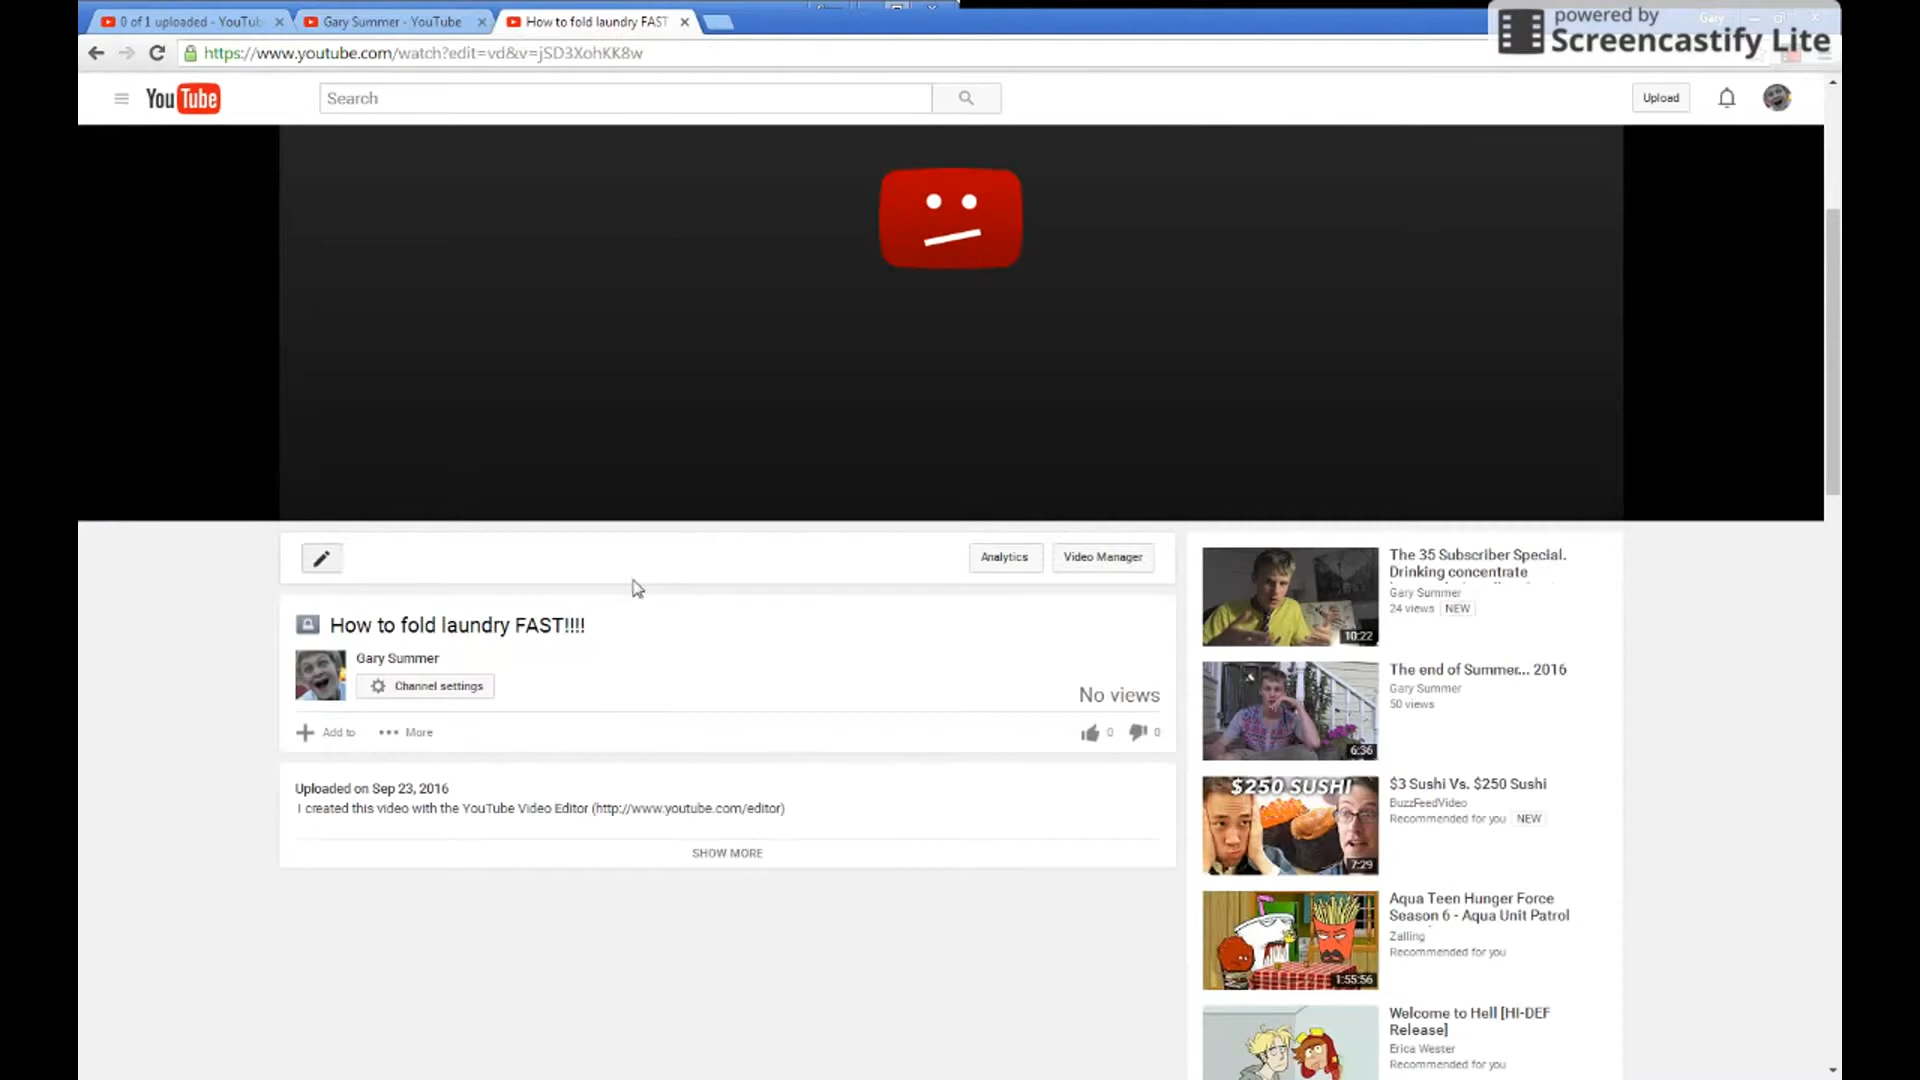 0 of 1 uploaded - YouTub
Gary Summer - YouTube
How to fold laundry FAST
powered by
Screencastify Lite
https://www.youtube.com/watch?edit=vd&v=jSD3XohKK8w
YouTube
Search
Upload
Analytics
Video Manager
How to fold laundry FAST!!!!
Gary Summer
Channel settings
No views
Add to
More
0
0
Uploaded on Sep 23, 2016
I created this video with the YouTube Video Editor (http://www.youtube.com/editor)
SHOW MORE
The 35 Subscriber Special.
Drinking concentrate
Gary Summer
24 views NEW
10:22
The end of Summer... 2016
Gary Summer
50 views
6:36
$250 SUSHI
$3 Sushi Vs. $250 Sushi
BuzzFeedVideo
Recommended for you NEW
7:29
Aqua Teen Hunger Force
Season 6 - Aqua Unit Patrol
Zalling
Recommended for you
1:55:56
Welcome to Hell [HI-DEF
Release]
Erica Wester
Recommended for you